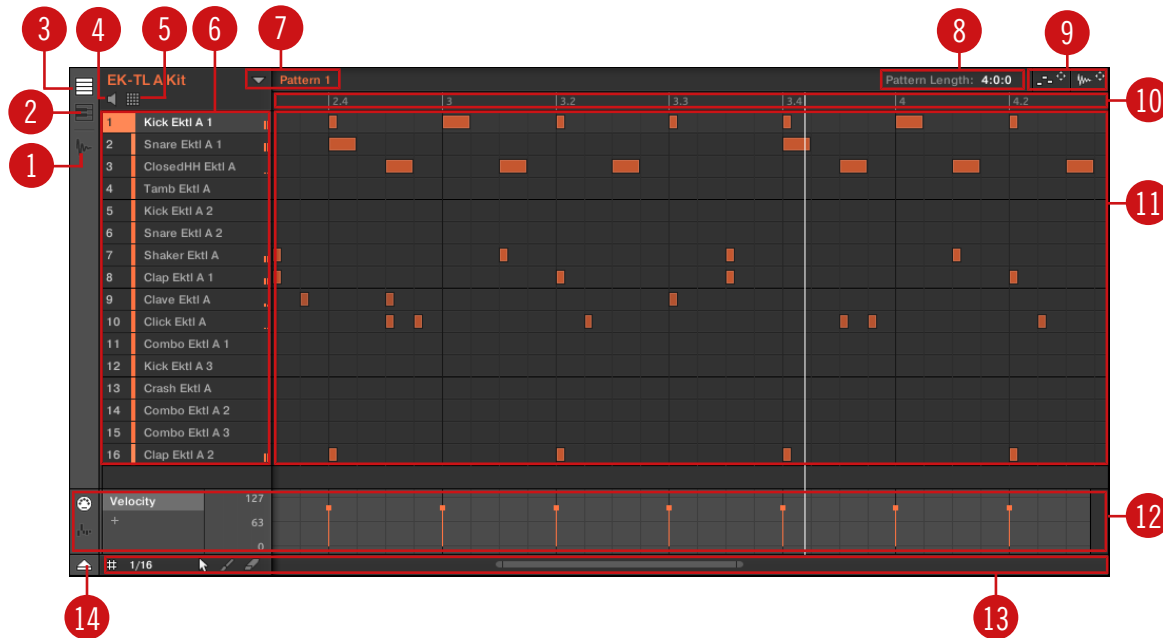 3 4 5 6 7 8 9
EK-TL A Kit Pattern 1 Pattern Length: 4:0:0
2.4 3 3.2 3.3 3.4 4 4.2 10
2
1 Kick Ektl A 1
2 Snare Ektl A 1
1
3 ClosedHH Ektl A
4 Tamb Ektl A
11
5 Kick Ektl A 2
6 Snare Ektl A 2
7 Shaker Ektl A
8 Clap Ektl A 1
9 Clave Ektl A
10 Click Ektl A
11 Combo Ektl A 1
12 Kick Ektl A 3
13 Crash Ektl A
14 Combo Ektl A 2
15 Combo Ektl A 3
16 Clap Ektl A 2
Velocity 127
+ 63 12
0
1/16
14 13